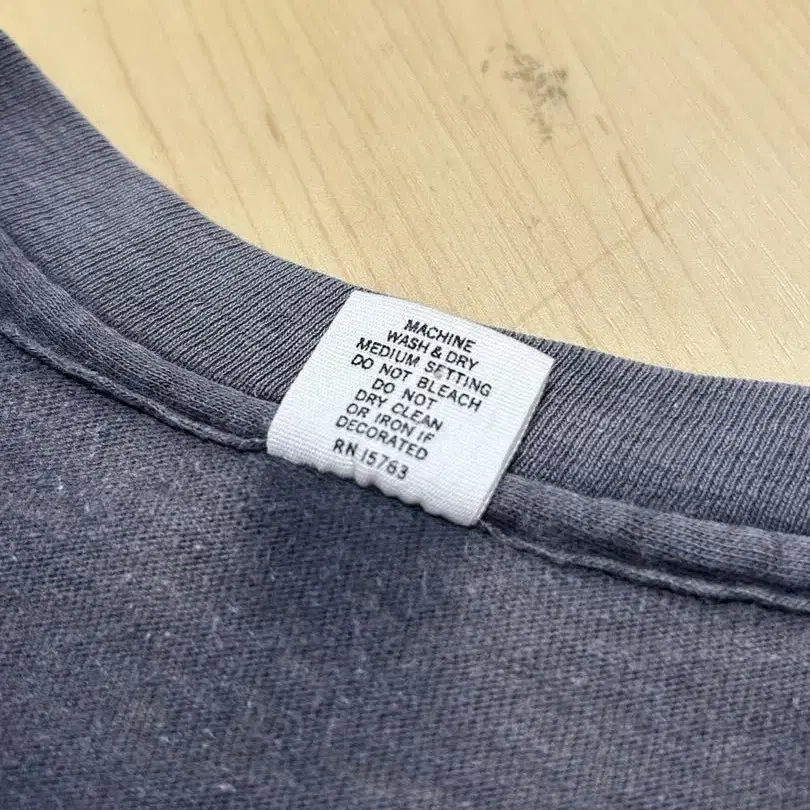 MACHINE
WASH & DRY
MEDIUM SETTING
DO NOT BLEACH
DO NOT
DRY CLEAN
OR IRON IF
DECORATED
RN 15763